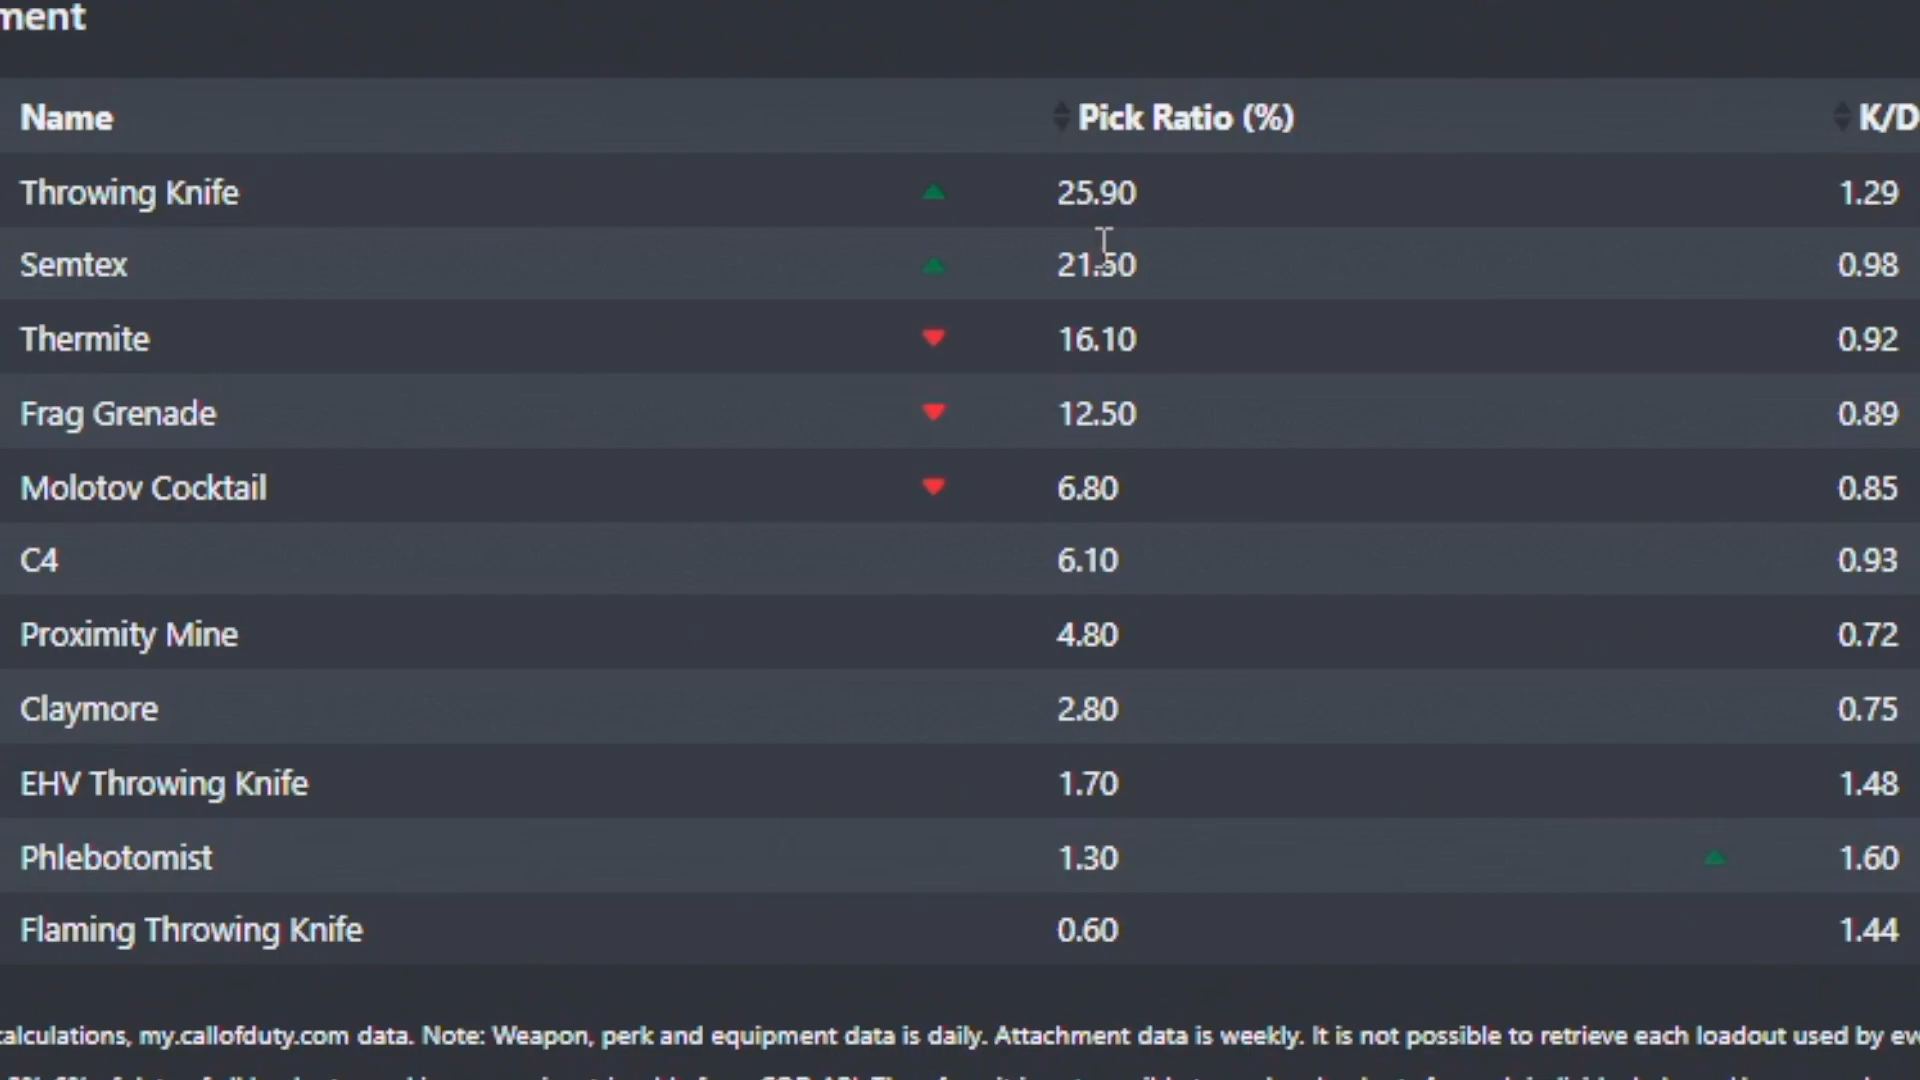 ment
Name Pick Ratio (%) K/D
Throwing Knife 25.90 1.29
Semtex 21.50 0.98
Thermite 16.10 0.92
Frag Grenade 12.50 0.89
Molotov Cocktail 6.80 0.85
C4 6.10 0.93
Proximity Mine 4.80 0.72
Claymore 2.80 0.75
EHV Throwing Knife 1.70 1.48
Phlebotomist 1.30 1.60
Flaming Throwing Knife 0.60 1.44
calculations, my.callofduty.com data. Note: Weapon, perk and equipment data is daily. Attachment data is weekly. It is not possible to retrieve each loadout used by